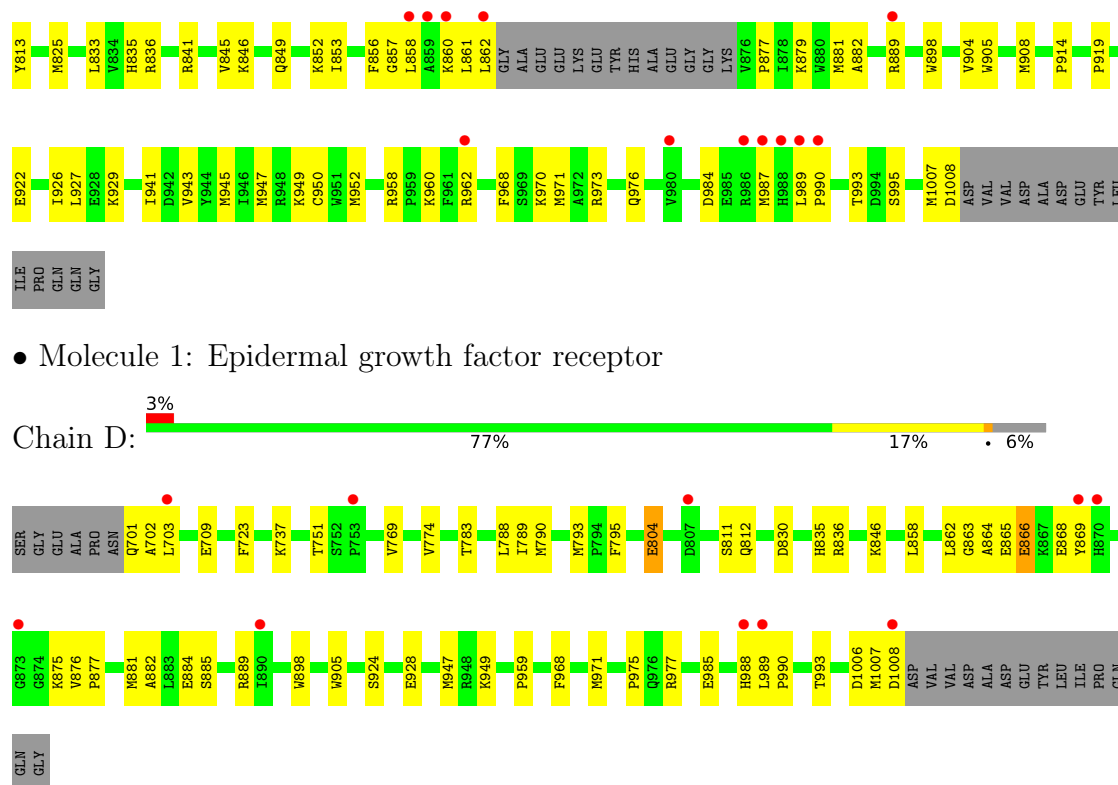 Y813 M825 L833 V834 H835 R836 R841 V845 K846 Q849 K852 I853 F856 G857 L858 A859 K860 L861 L862 GLY ALA GLU GLU LYS GLU TYR HIS ALA GLU GLY GLY LYS V876 P877 I878 K879 W880 M881 A882 R889 W898 V904 W905 M908 P914 P919
E922 I926 L927 E928 K929 I941 D942 V943 Y944 M945 I946 M947 R948 K949 C950 W951 M952 R958 P959 K960 F961 R962 F968 S969 K970 M971 A972 R973 Q976 V980 D984 E985 R986 M987 H988 L989 P990 T993 D994 S995 M1007 D1008 ASP VAL VAL ASP ALA ASP GLU TYR LEU
ILE PRO GLN GLN GLY
• Molecule 1: Epidermal growth factor receptor
3%
Chain D:
77% 17% • 6%
SER GLY GLU ALA PRO ASN Q701 A702 L703 E709 F723 K737 T751 S752 P753 V769 V774 T783 L788 I789 M790 M793 P794 F795 E804 D807 S811 Q812 D830 H835 R836 K846 L858 L862 G863 A864 E865 E866 K867 E868 Y869 H870
G873 G874 K875 V876 P877 M881 A882 L883 E884 S885 R889 I890 W898 W905 S924 E928 M947 R948 K949 P959 F968 M971 P975 Q976 R977 E985 H988 L989 P990 T993 D1006 M1007 D1008 ASP VAL VAL ASP ALA ASP GLU TYR LEU ILE PRO GLN
GLN GLY